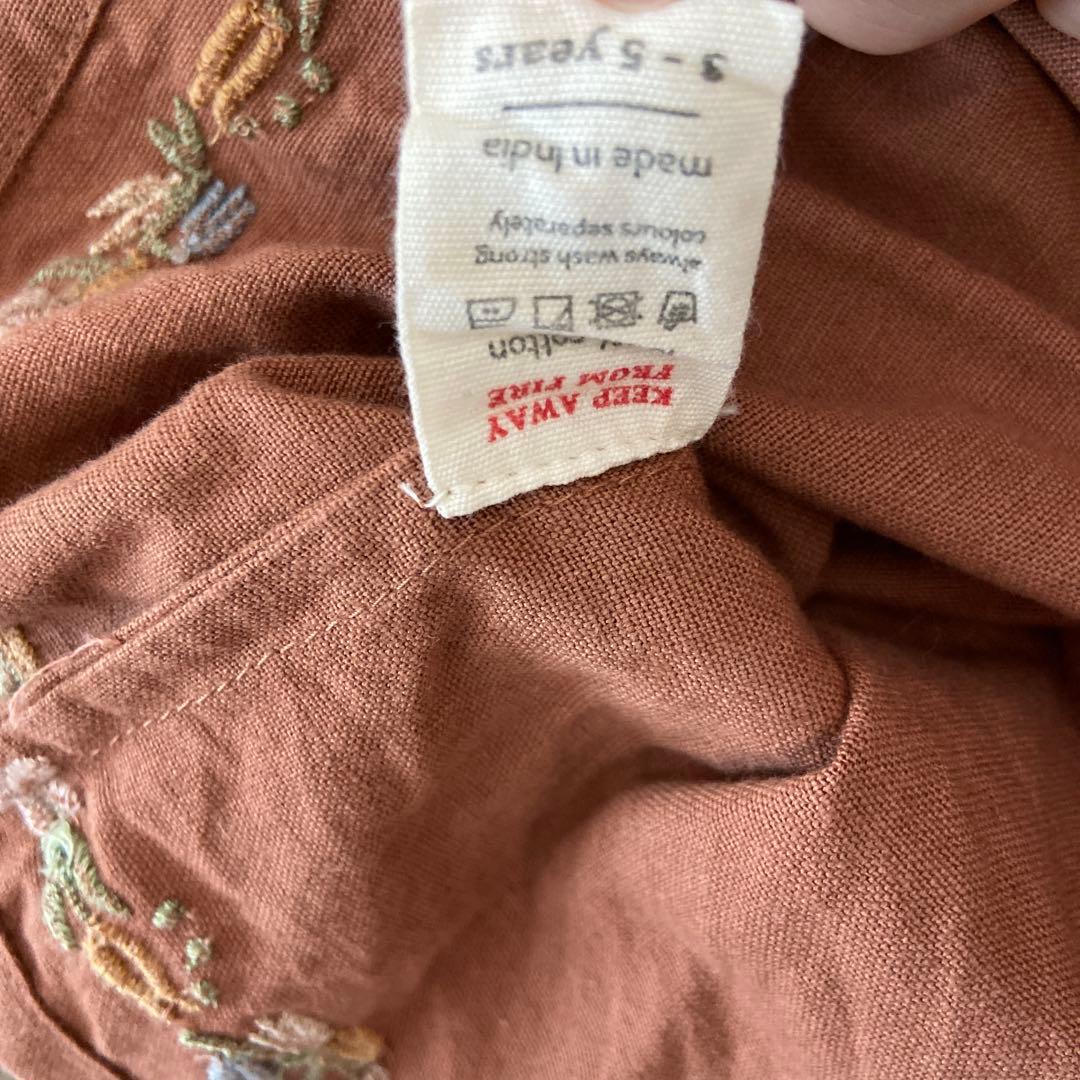 KEEP AWAY
FROM FIRE
cotton
always wash strong
colours separately
made in India
3 - 5 years